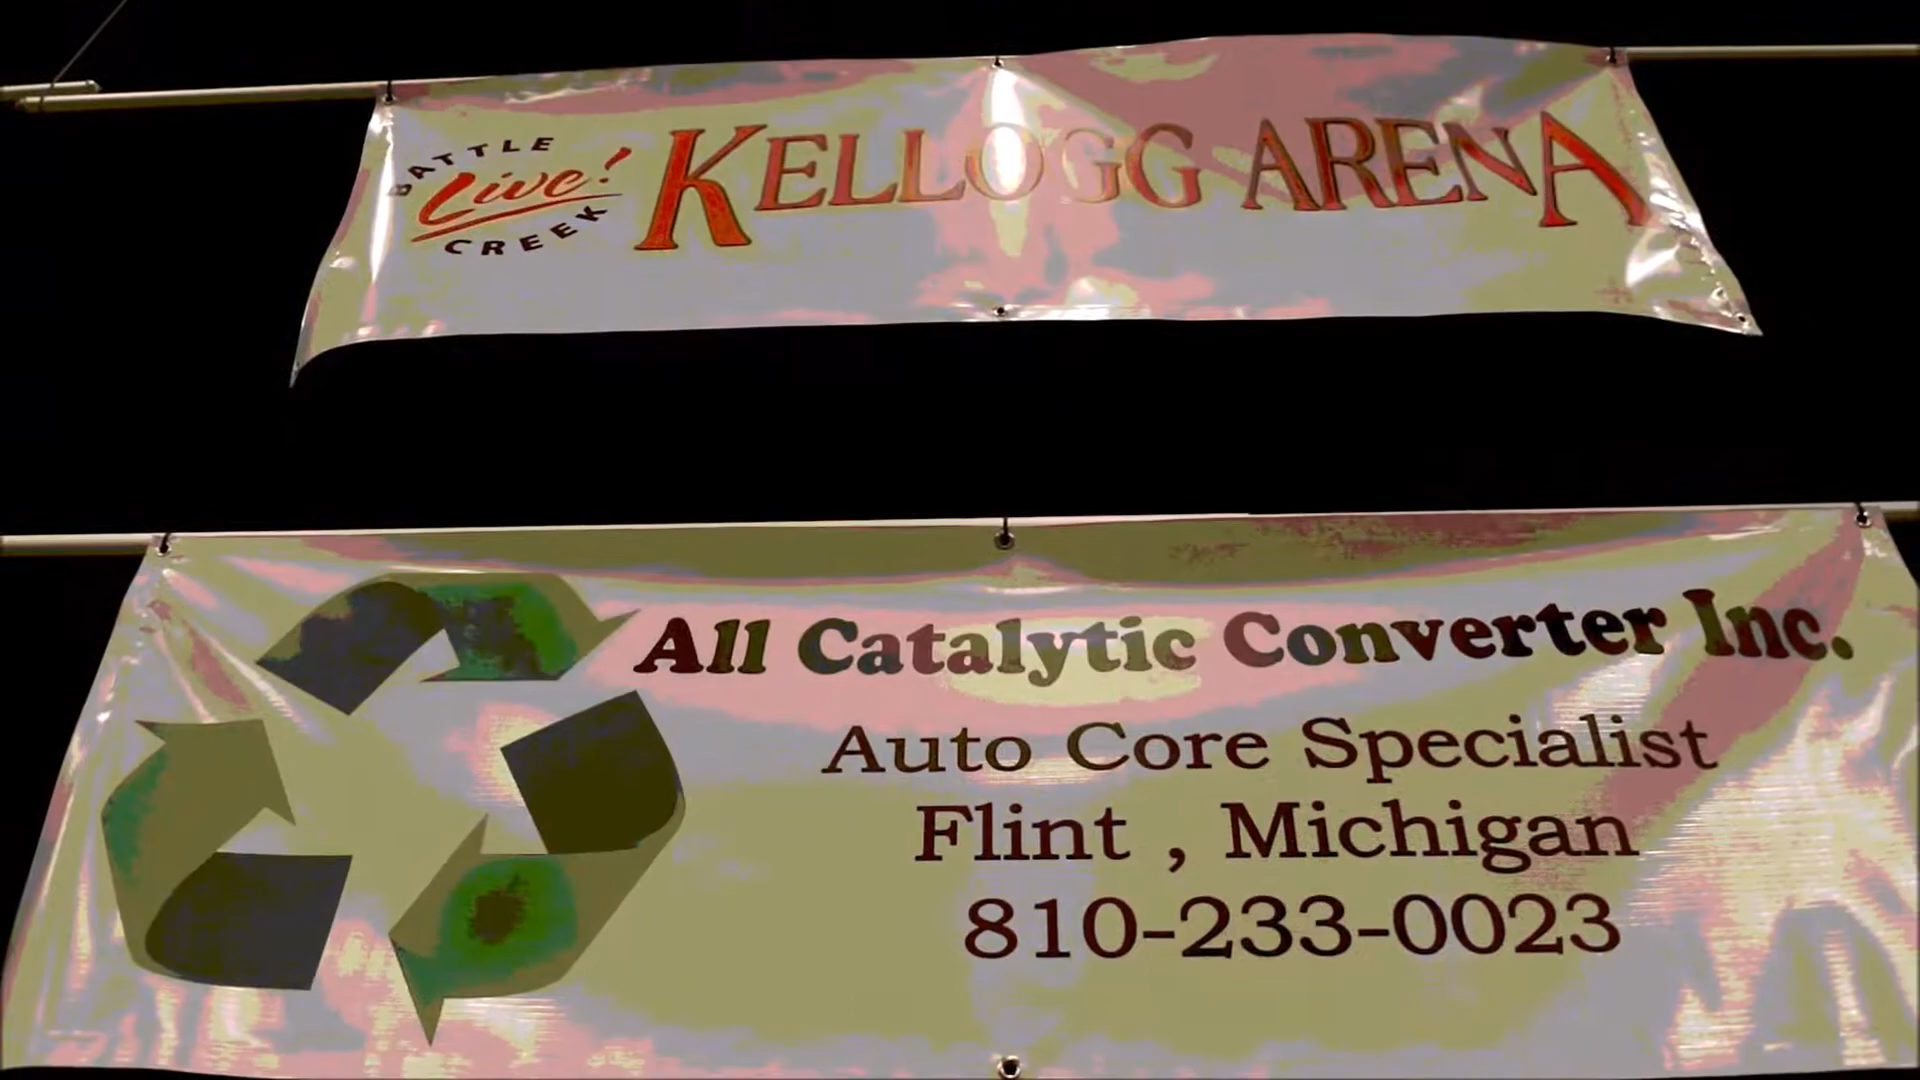 BATTLE
Live!
CREEK
KELLOGG ARENA
All Catalytic Converter Inc.
Auto Core Specialist
Flint , Michigan
810-233-0023